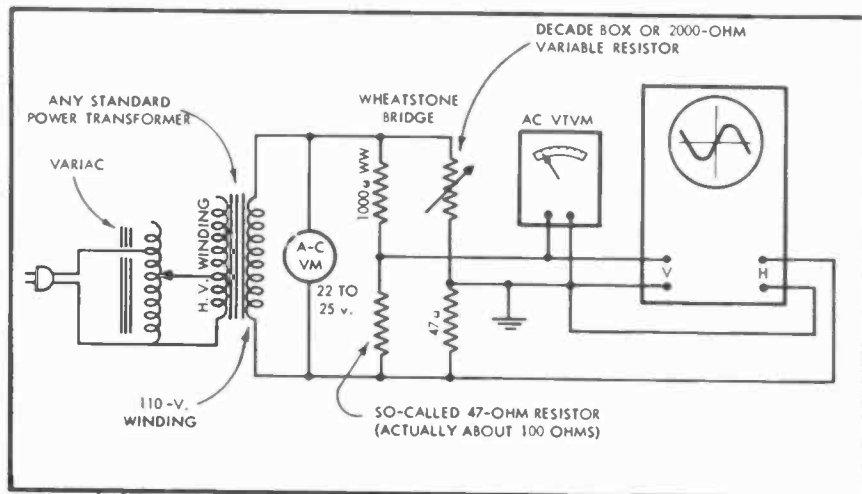 DECADE BOX OR 2000-OHM
VARIABLE RESISTOR
ANY STANDARD
POWER TRANSFORMER
WHEATSTONE
BRIDGE
AC VTVM
VARIAC
H. V. WINDING
1000ω WW
A-C
VM
22 TO
25 v.
V
H
47ω
110-V.
WINDING
SO-CALLED 47-OHM RESISTOR
(ACTUALLY ABOUT 100 OHMS)